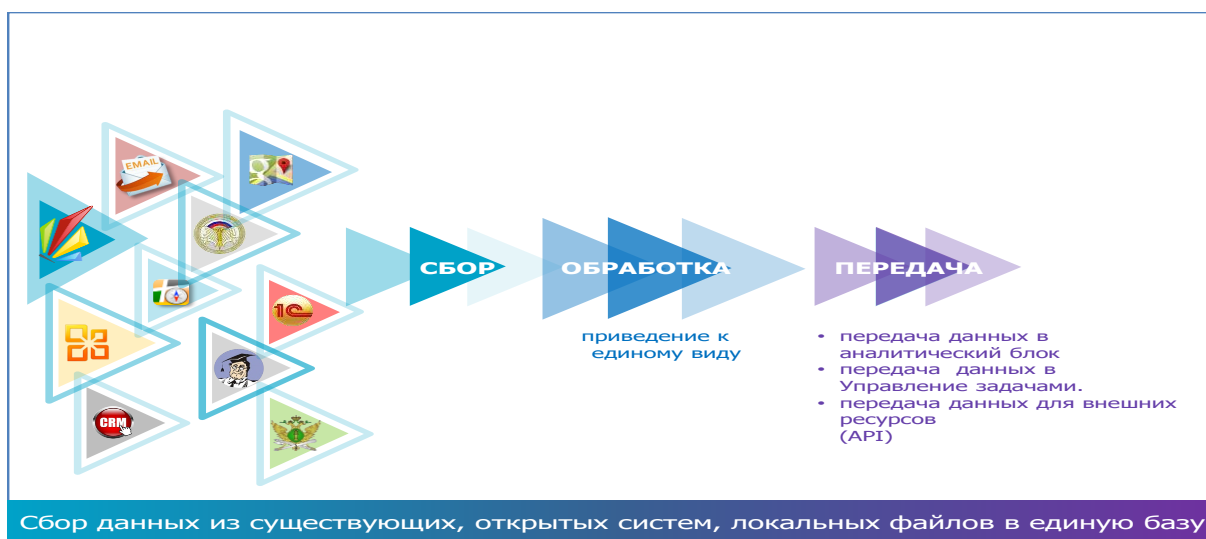 EMAIL
1С
CRM
СБОР
ОБРАБОТКА
ПЕРЕДАЧА
приведение к
единому виду
• передача данных в
аналитический блок
• передача данных в
Управление задачами.
• передача данных для внешних
ресурсов
(API)
Сбор данных из существующих, открытых систем, локальных файлов в единую базу